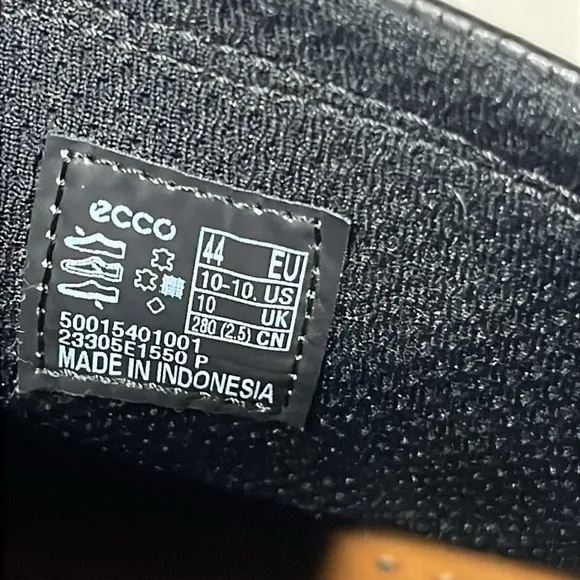 ecco
44 EU
10-10. US
10 UK
280 (2.5) CN
50015401001
23305E1550 P
MADE IN INDONESIA